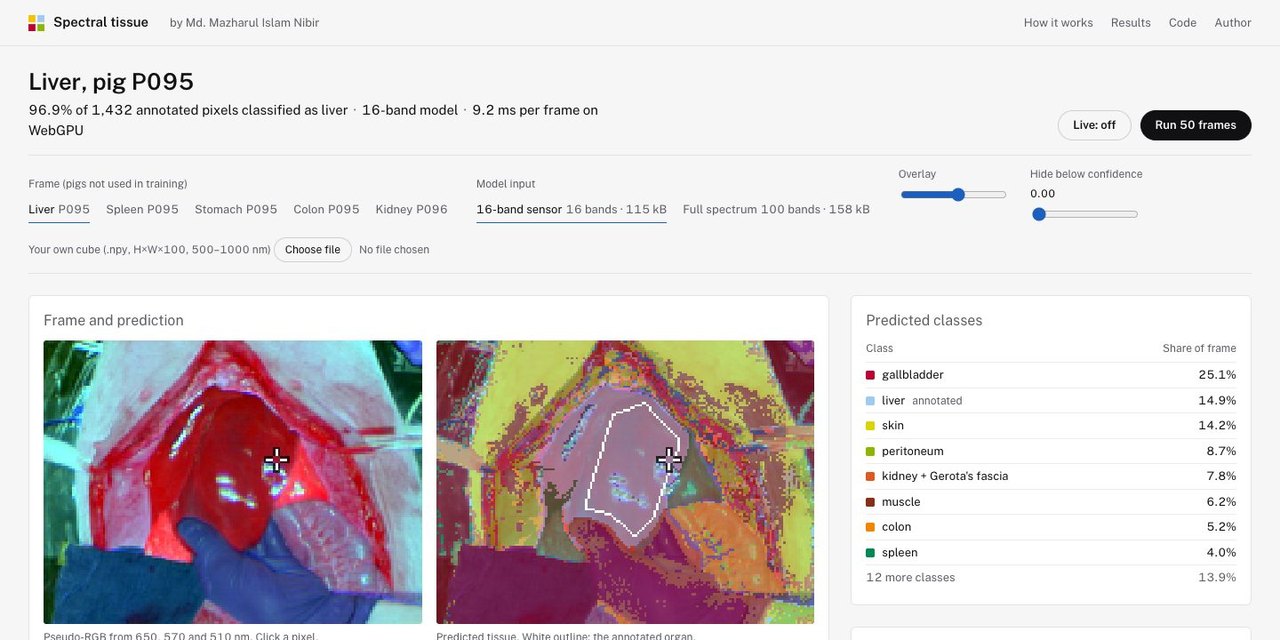 Spectral tissue by Md. Mazharul Islam Nibir How it works Results Code Author
Liver, pig P095
96.9% of 1,432 annotated pixels classified as liver · 16-band model · 9.2 ms per frame on
WebGPU
Live: off Run 50 frames
Frame (pigs not used in training) Model input Overlay Hide below confidence
0.00
Liver P095 Spleen P095 Stomach P095 Colon P095 Kidney P096 16-band sensor 16 bands · 115 kB Full spectrum 100 bands · 158 kB
Your own cube (.npy, H×W×100, 500–1000 nm) Choose file No file chosen
Frame and prediction
Pseudo-RGB from 650, 570 and 510 nm. Click a pixel.
Predicted tissue. White outline: the annotated organ.
Predicted classes
Class Share of frame
gallbladder 25.1%
liver annotated 14.9%
skin 14.2%
peritoneum 8.7%
kidney + Gerota's fascia 7.8%
muscle 6.2%
colon 5.2%
spleen 4.0%
12 more classes 13.9%